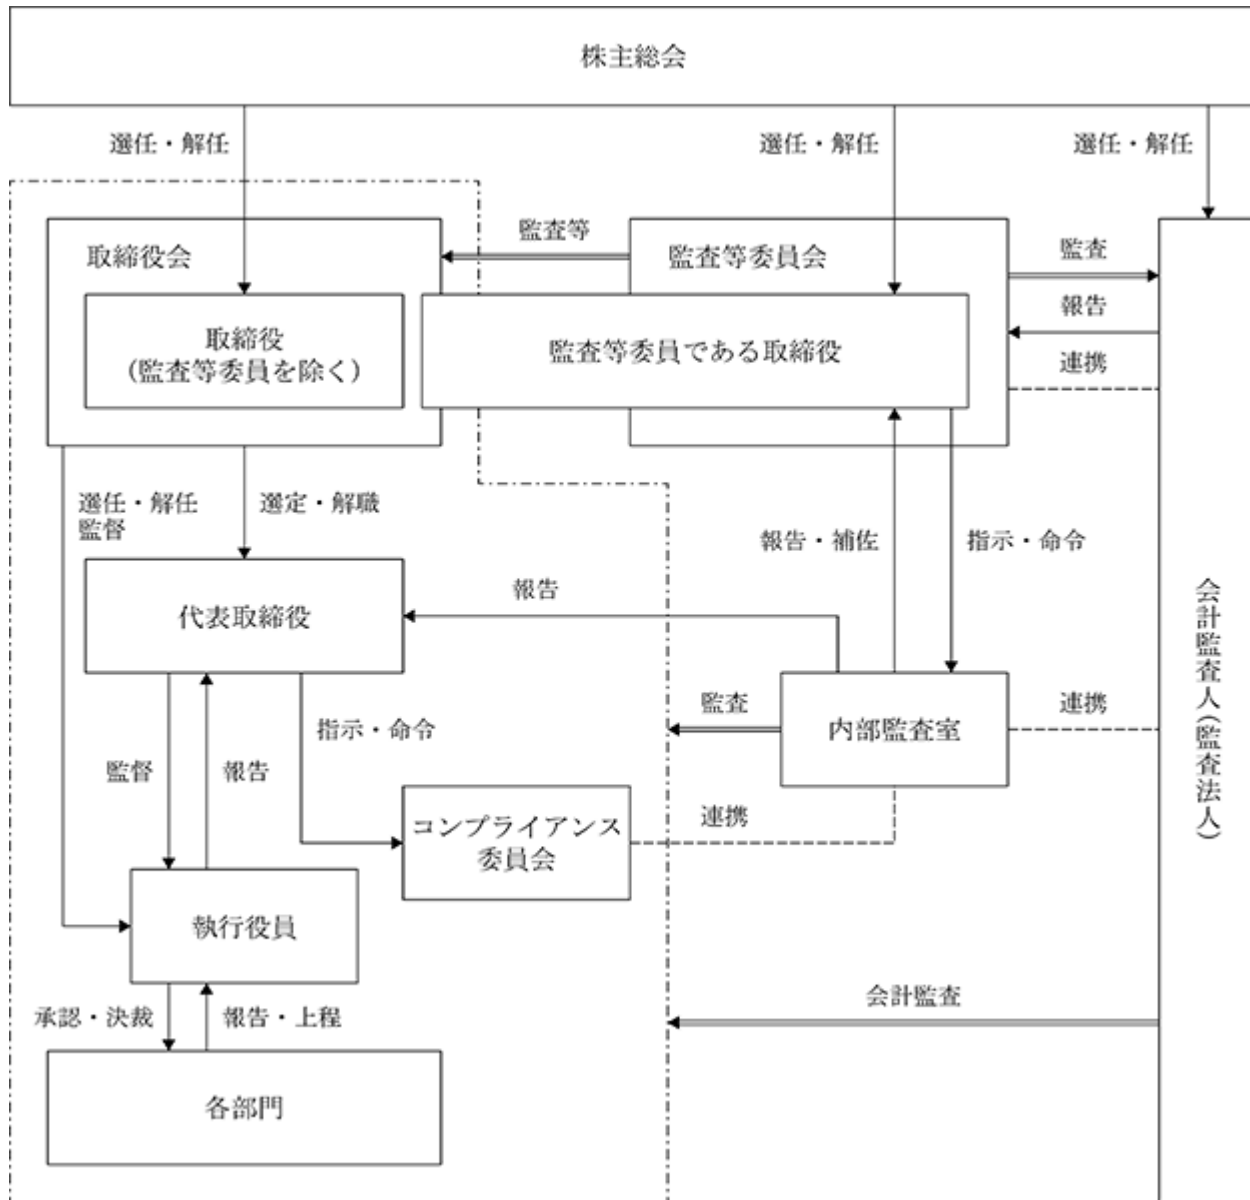 株主総会
選任・解任
選任・解任
選任・解任
取締役会
監査等
監査等委員会
監査
報告
連携
取締役
(監査等委員を除く)
監査等委員である取締役
選任・解任
監督
選定・解職
報告・補佐
指示・命令
代表取締役
報告
会計監査人(監査法人)
監査
内部監査室
連携
指示・命令
監督
報告
コンプライアンス
委員会
連携
執行役員
会計監査
承認・決裁
報告・上程
各部門